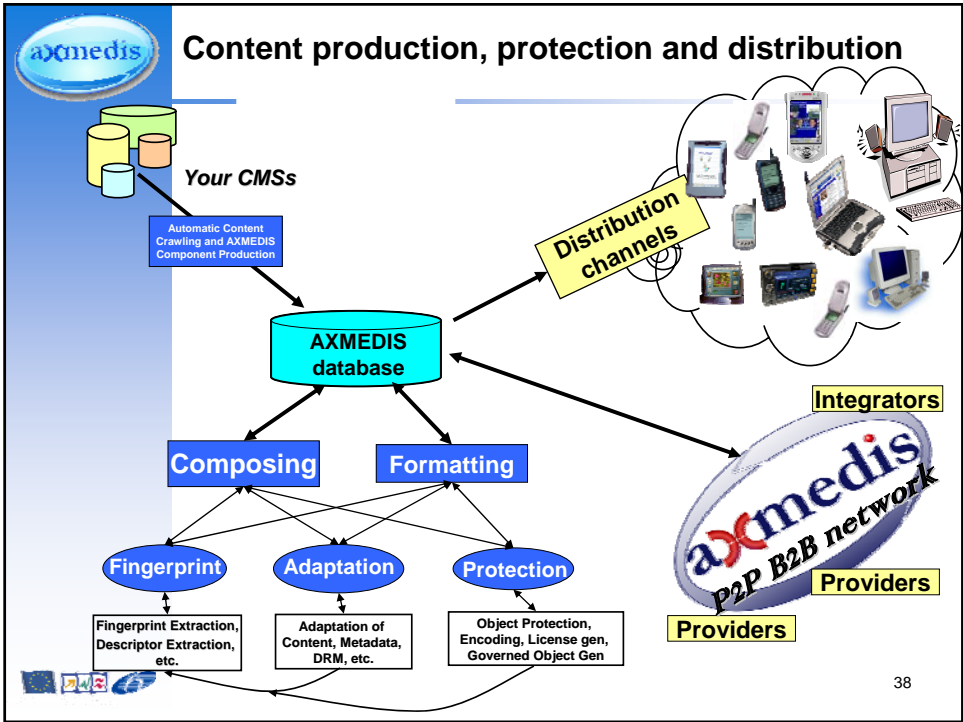 axmedis
Content production, protection and distribution
Your CMSs
Automatic Content
Crawling and AXMEDIS
Component Production
Distribution
channels
AXMEDIS
database
Integrators
axmedis
P2P B2B network
Providers
Providers
Composing
Formatting
Fingerprint
Adaptation
Protection
Fingerprint Extraction,
Descriptor Extraction,
etc.
Adaptation of
Content, Metadata,
DRM, etc.
Object Protection,
Encoding, License gen,
Governed Object Gen
38